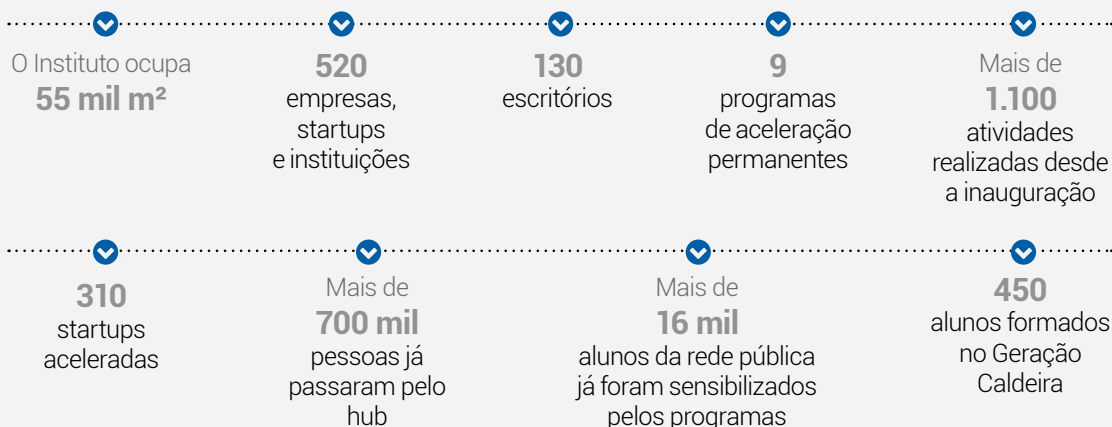 O Instituto ocupa
55 mil m²
520
empresas,
startups
e instituições
130
escritórios
9
programas
de aceleração
permanentes
Mais de
1.100
atividades
realizadas desde
a inauguração
310
startups
aceleradas
Mais de
700 mil
pessoas já
passaram pelo
hub
Mais de
16 mil
alunos da rede pública
já foram sensibilizados
pelos programas
450
alunos formados
no Geração
Caldeira